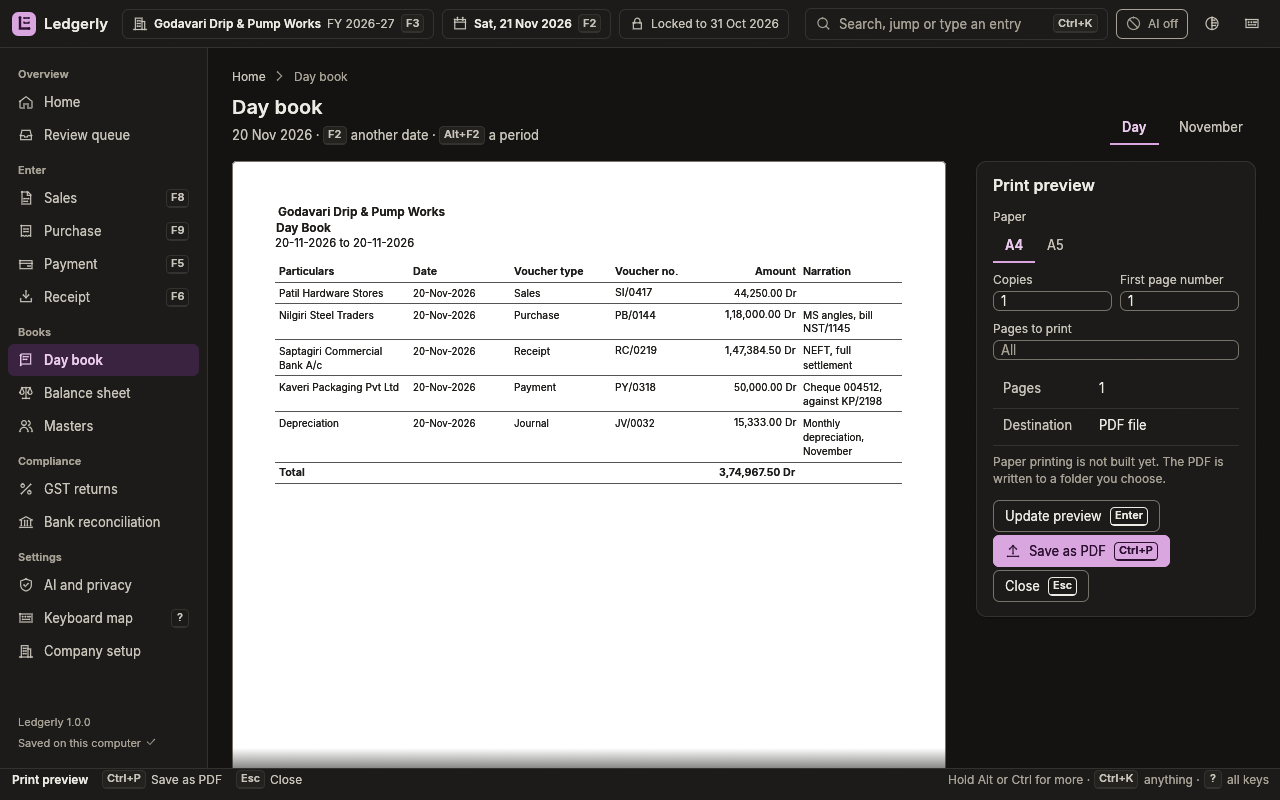 Ledgerly
Godavari Drip & Pump Works FY 2026-27 F3
Sat, 21 Nov 2026 F2
Locked to 31 Oct 2026
Search, jump or type an entry Ctrl+K
AI off
Overview
Home
Review queue
Enter
Sales F8
Purchase F9
Payment F5
Receipt F6
Books
Day book
Balance sheet
Masters
Compliance
GST returns
Bank reconciliation
Settings
AI and privacy
Keyboard map ?
Company setup
Ledgerly 1.0.0
Saved on this computer
Home Day book
Day book
20 Nov 2026 · F2 another date · Alt+F2 a period
Day November
Godavari Drip & Pump Works
Day Book
20-11-2026 to 20-11-2026
Particulars Date Voucher type Voucher no. Amount Narration
Patil Hardware Stores 20-Nov-2026 Sales SI/0417 44,250.00 Dr
Nilgiri Steel Traders 20-Nov-2026 Purchase PB/0144 1,18,000.00 Dr MS angles, bill
NST/1145
Saptagiri Commercial 20-Nov-2026 Receipt RC/0219 1,47,384.50 Dr NEFT, full
Bank A/c settlement
Kaveri Packaging Pvt Ltd 20-Nov-2026 Payment PY/0318 50,000.00 Dr Cheque 004512,
against KP/2198
Depreciation 20-Nov-2026 Journal JV/0032 15,333.00 Dr Monthly
depreciation,
November
Total 3,74,967.50 Dr
Print preview
Paper
A4 A5
Copies First page number
1 1
Pages to print
All
Pages 1
Destination PDF file
Paper printing is not built yet. The PDF is
written to a folder you choose.
Update preview Enter
Save as PDF Ctrl+P
Close Esc
Print preview Ctrl+P Save as PDF Esc Close
Hold Alt or Ctrl for more · Ctrl+K anything · ? all keys